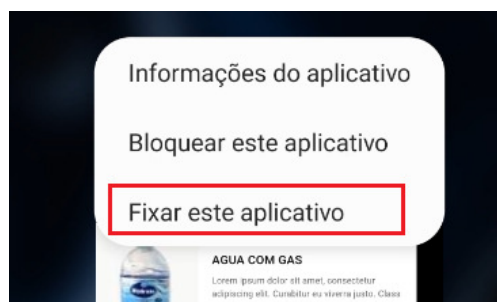 Informações do aplicativo
Bloquear este aplicativo
Fixar este aplicativo
AGUA COM GAS
Lorem ipsum dolor sit amet, consectetur
adipiscing elit. Curabitur eu viverra justo. Class